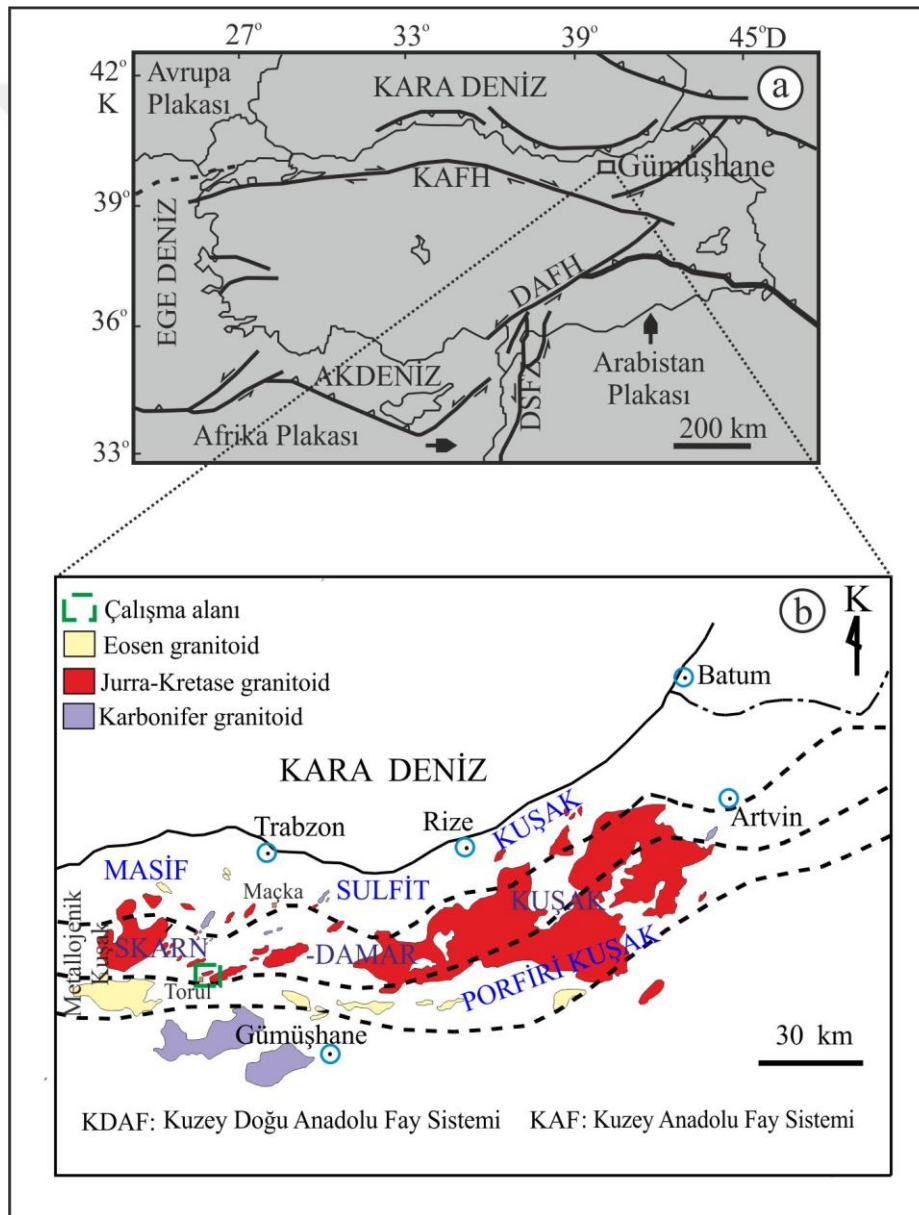 27° 33° 39° 45°D
42°
K
39°
36°
33°
a
Avrupa
Plakası
KARA DENİZ
Gümüşhane
KAFH
EGE DENİZ
DAFH
AKDENİZ
DSFZ
Arabistan
Plakası
Afrika Plakası
200 km
b
K
Çalışma alanı
Eosen granitoid
Jurra-Kretase granitoid
Karbonifer granitoid
Batum
KARA DENİZ
Artvin
Trabzon
Rize
KUŞAK
MASİF
Maçka
SULFİT
KUŞAK
Metallojenik
Kuşak
-SKARN
-DAMAR
PORFİRİ KUŞAK
Torul
Gümüşhane
30 km
KDAF: Kuzey Doğu Anadolu Fay Sistemi KAF: Kuzey Anadolu Fay Sistemi